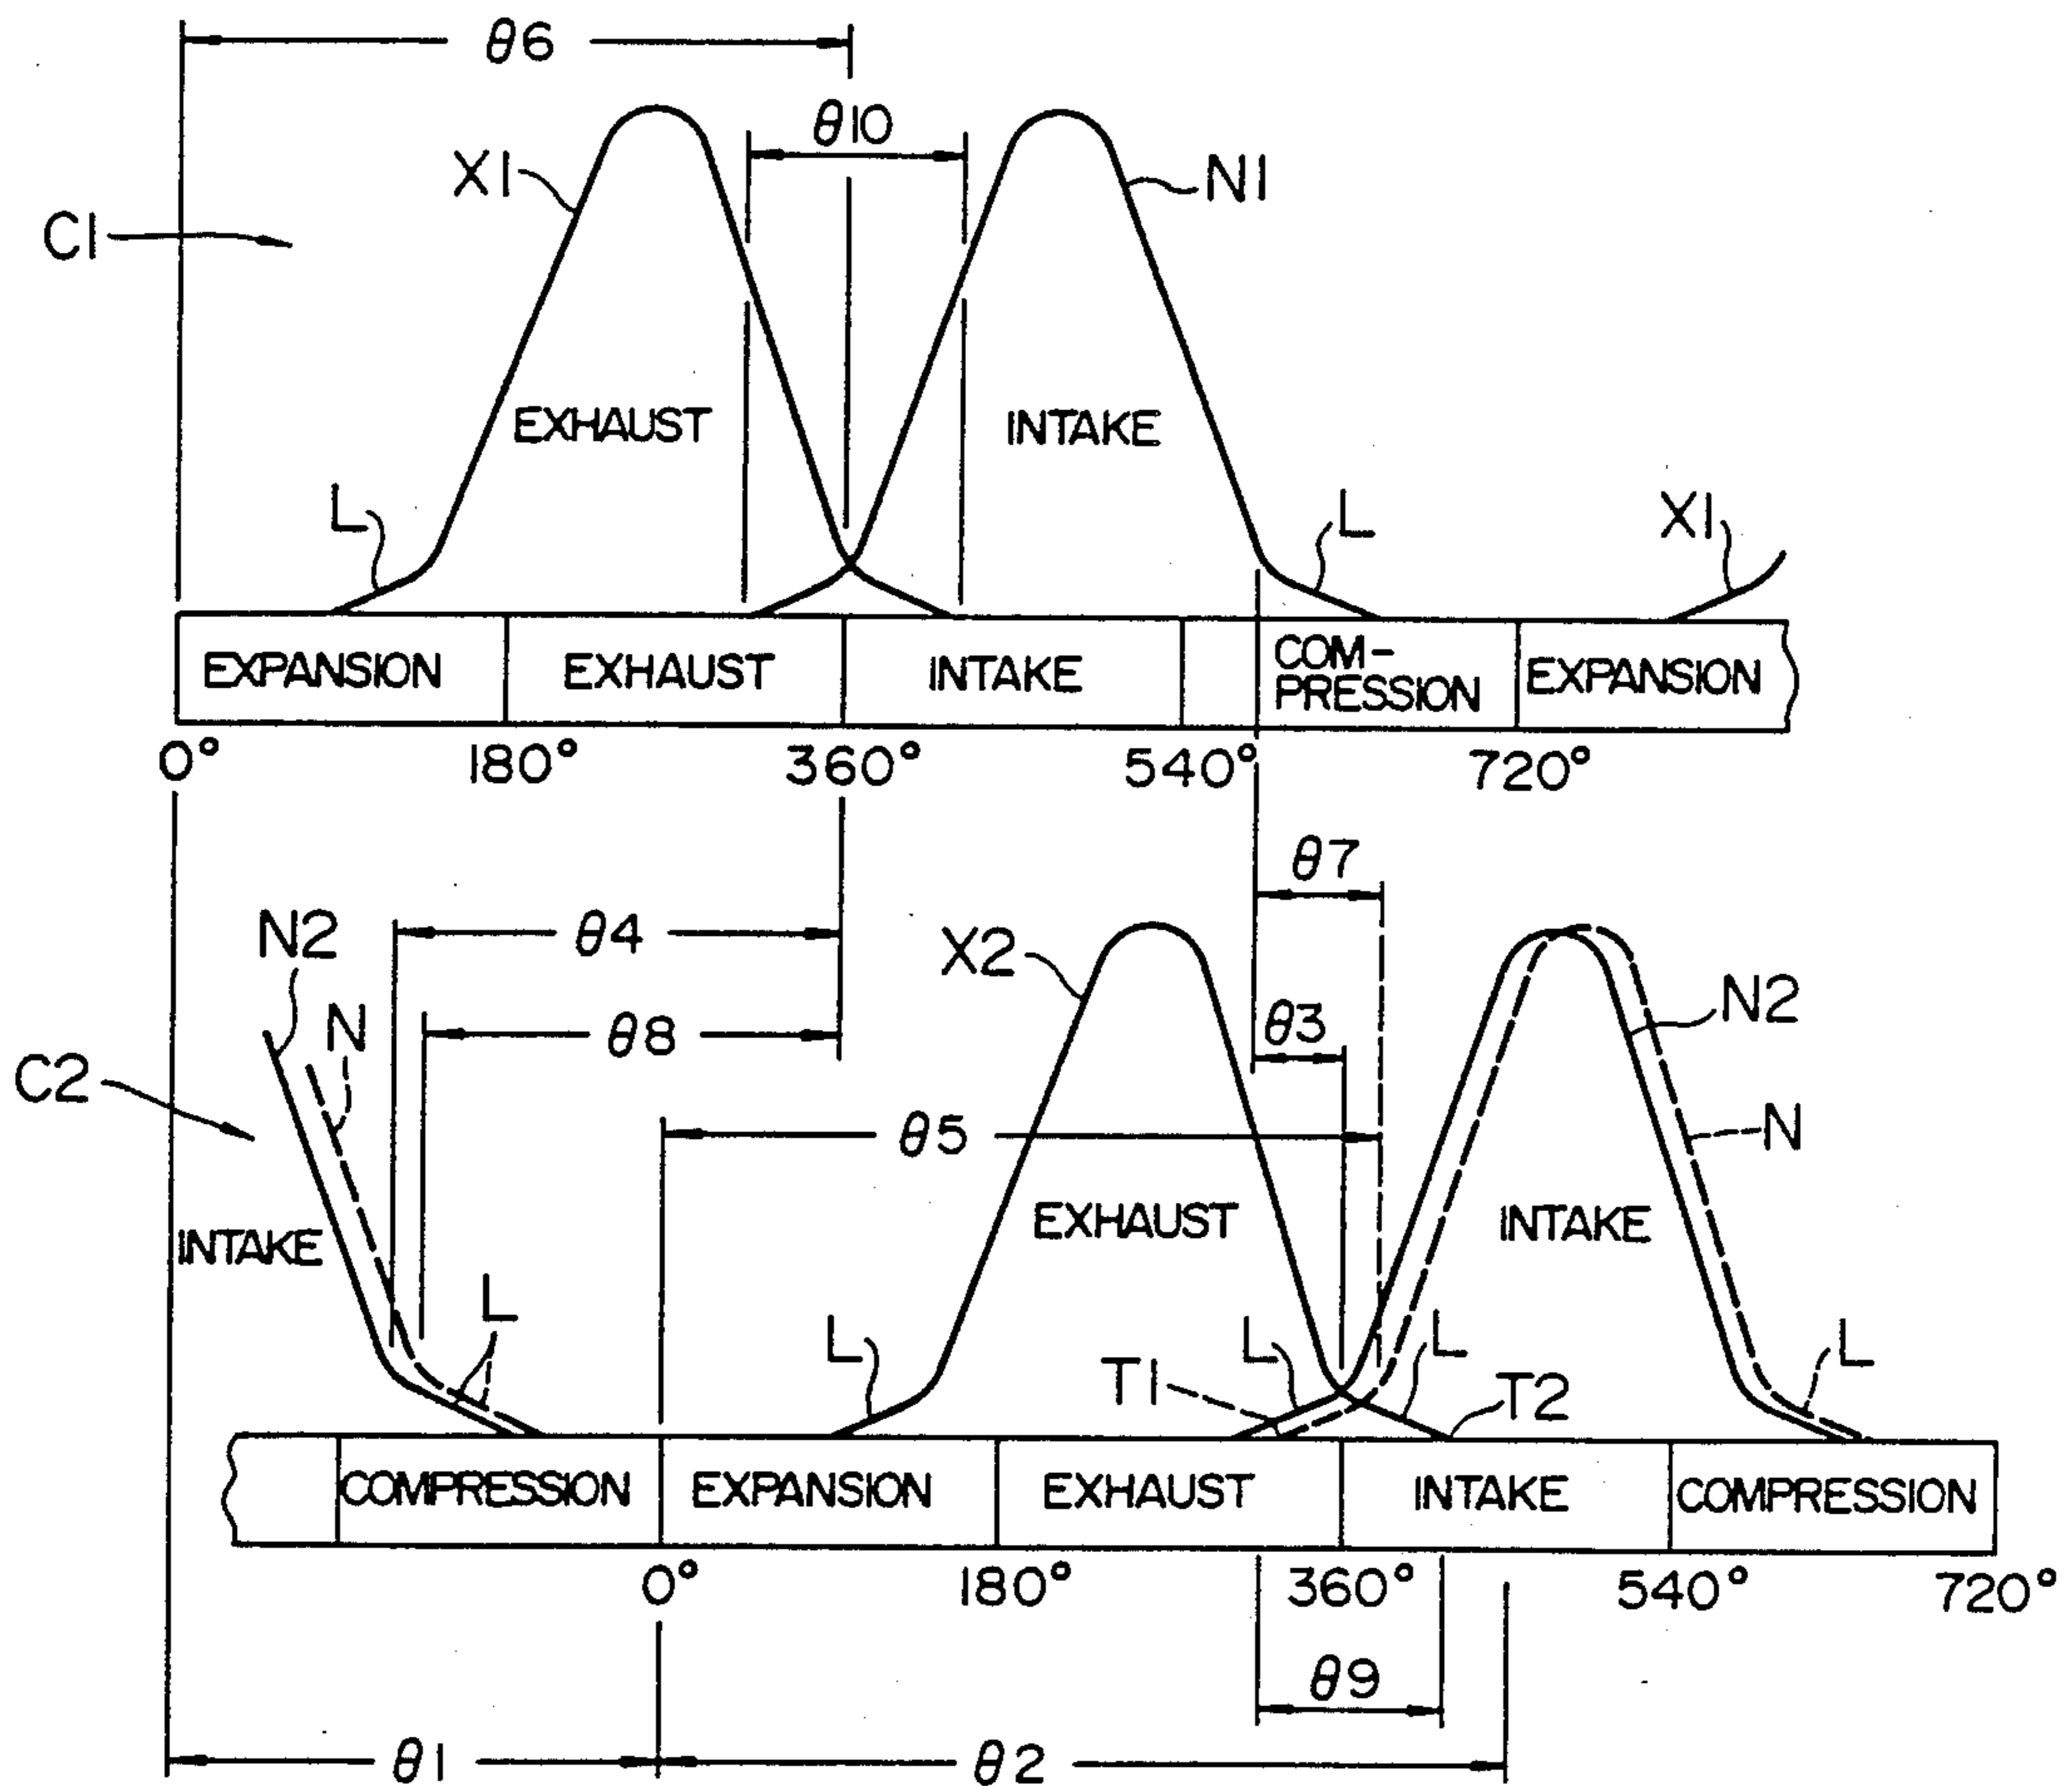 θ6
θ10
X1
N1
C1
EXHAUST
INTAKE
L
L
X1
EXPANSION
EXHAUST
INTAKE
COM-
PRESSION
EXPANSION
0°
180°
360°
540°
720°
θ7
N2
θ4
X2
N
θ8
θ3
N2
C2
θ5
N
EXHAUST
INTAKE
INTAKE
L
L
L
L
L
T1
T2
COMPRESSION
EXPANSION
EXHAUST
INTAKE
COMPRESSION
0°
180°
360°
540°
720°
θ9
θ1
θ2